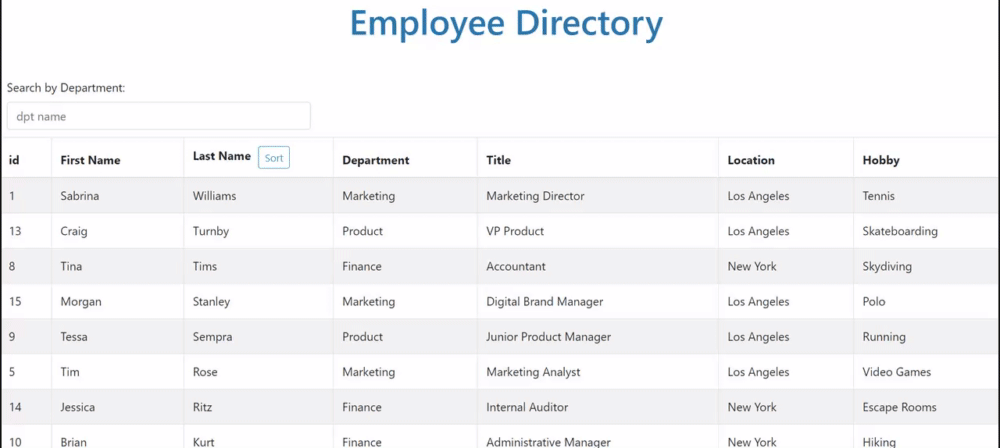 Employee Directory
Search by Department:
dpt name
id First Name Last Name Sort Department Title Location Hobby
1 Sabrina Williams Marketing Marketing Director Los Angeles Tennis
13 Craig Turnby Product VP Product Los Angeles Skateboarding
8 Tina Tims Finance Accountant New York Skydiving
15 Morgan Stanley Marketing Digital Brand Manager Los Angeles Polo
9 Tessa Sempra Product Junior Product Manager Los Angeles Running
5 Tim Rose Marketing Marketing Analyst Los Angeles Video Games
14 Jessica Ritz Finance Internal Auditor New York Escape Rooms
10 Brian Kurt Finance Administrative Manager New York Hiking